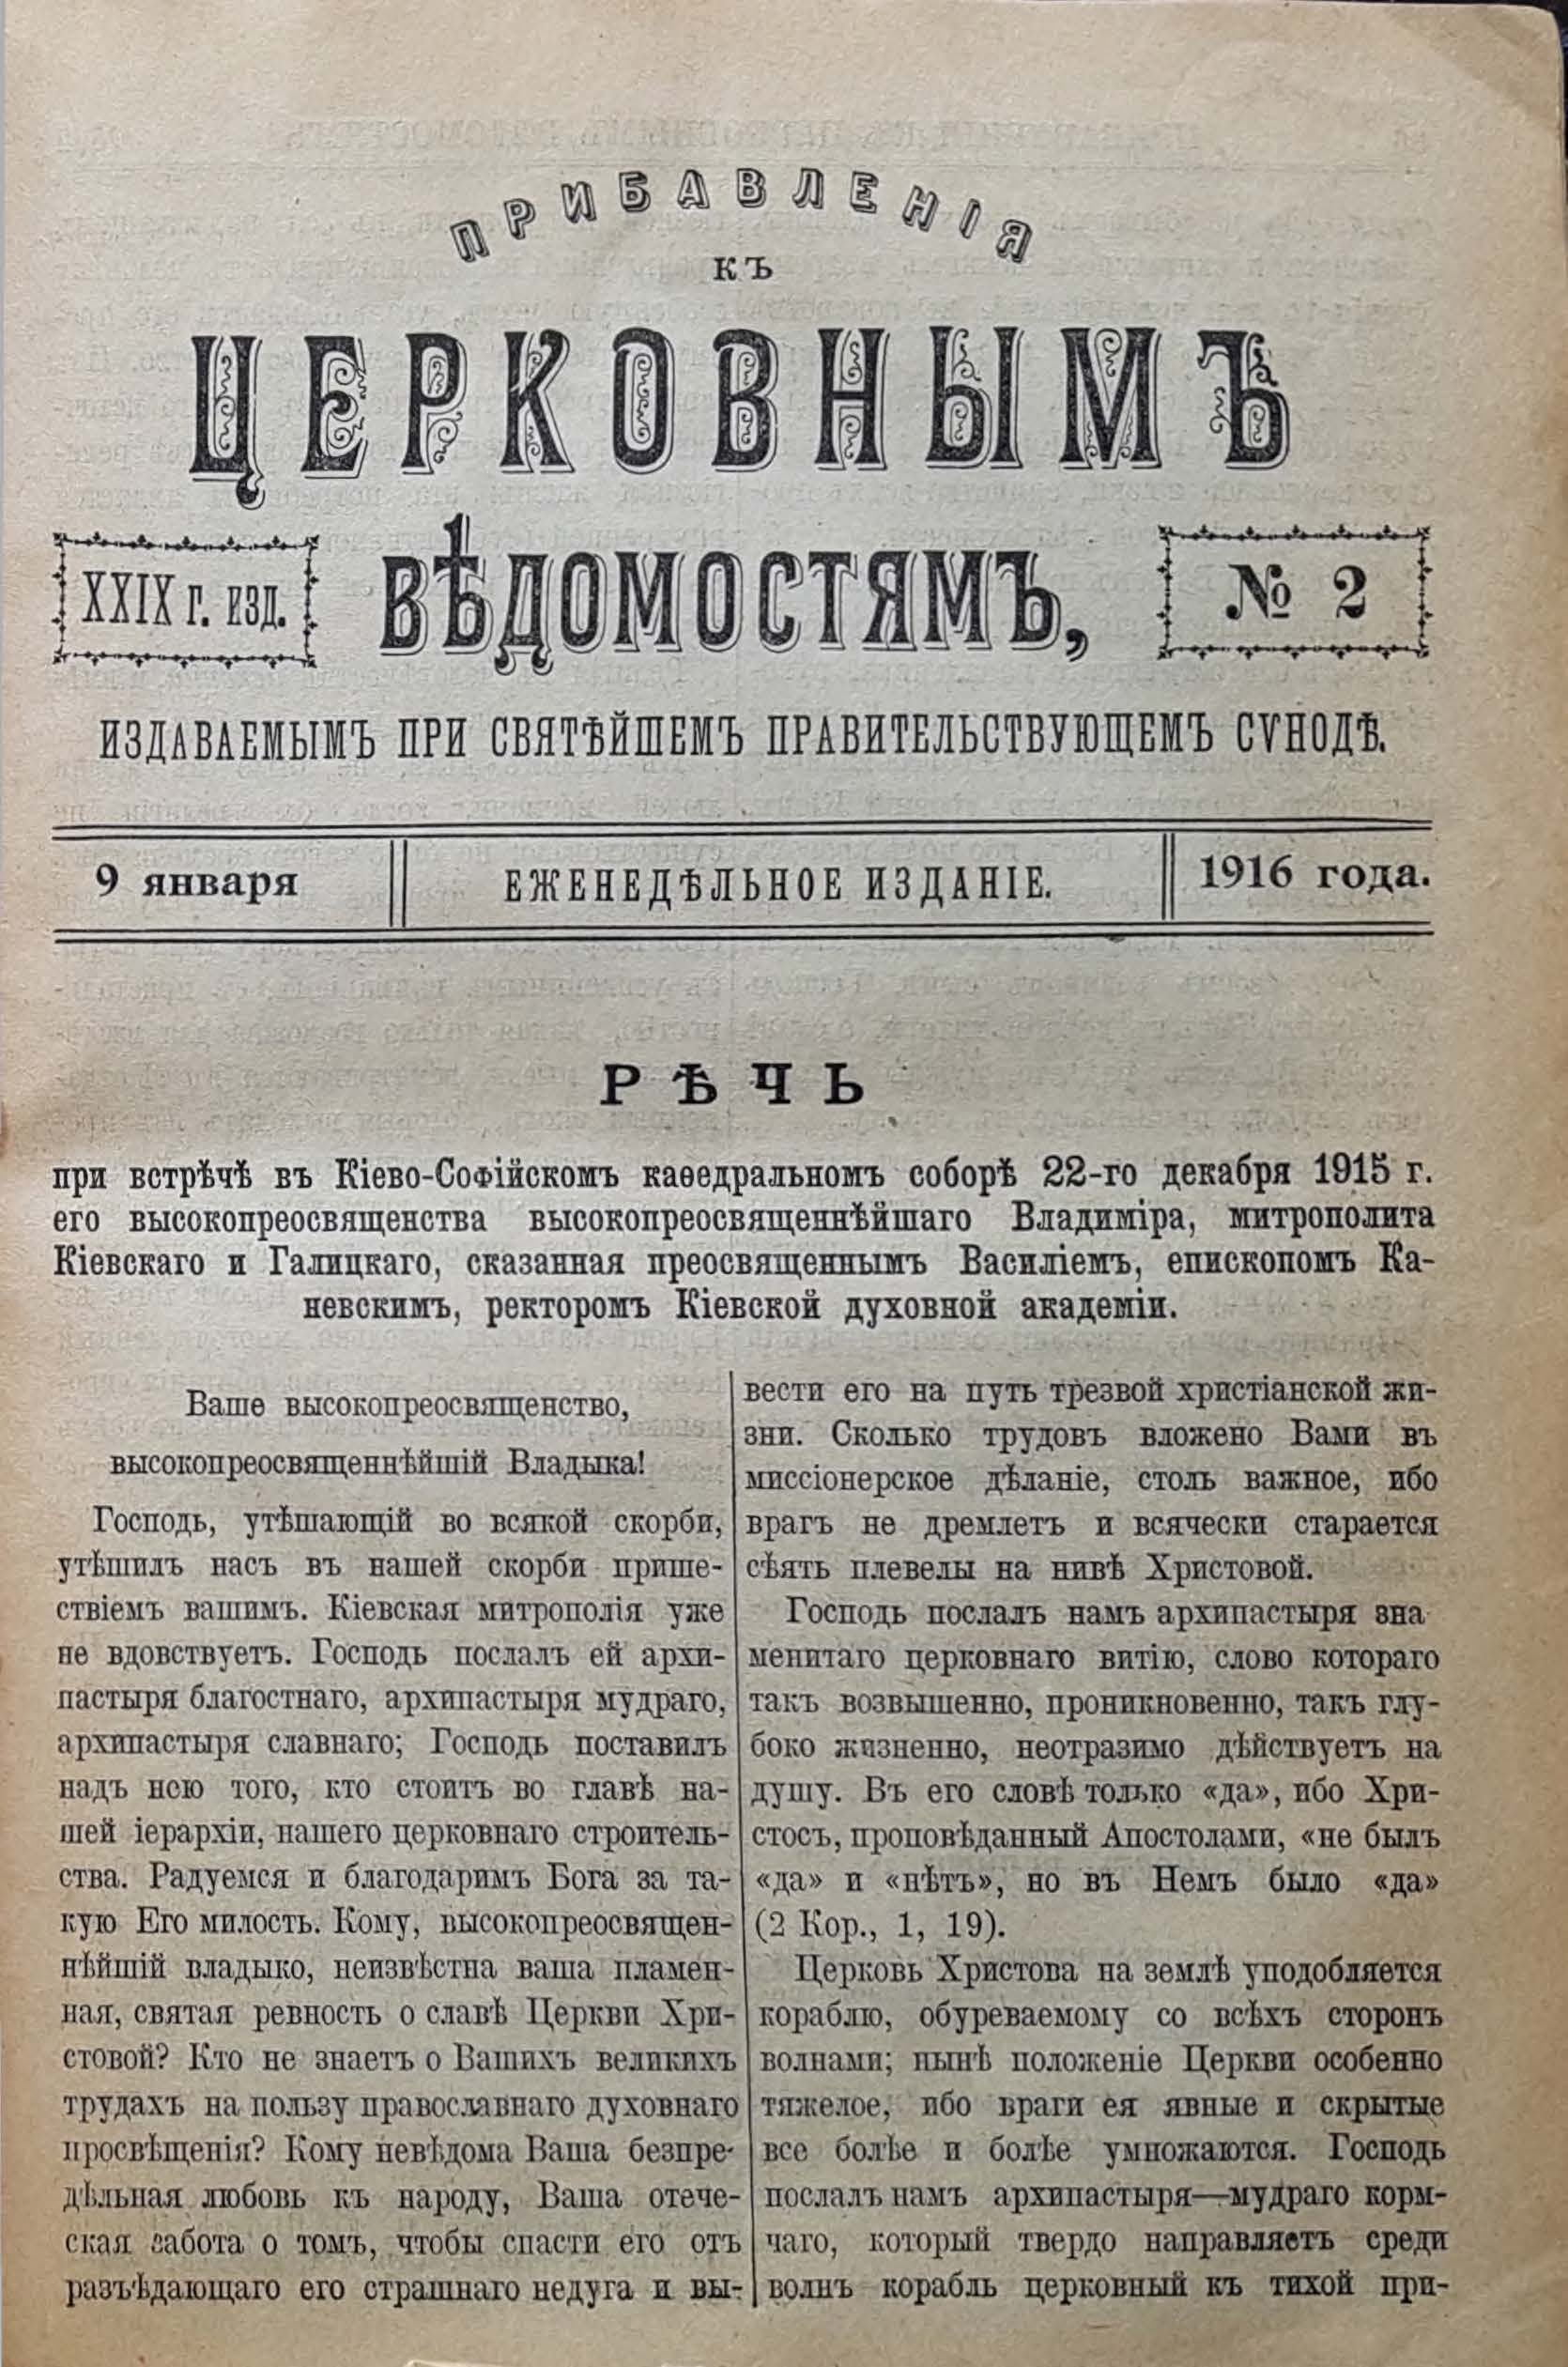 ПРИБАВЛЕНІЯ
КЪ
ЦЕРКОВНЫМЪ
XXIX Г. ИЗД.
ВѢДОМОСТЯМЪ,
№ 2
ИЗДАВАЕМЫМЪ ПРИ СВЯТѢЙШЕМЪ ПРАВИТЕЛЬСТВУЮЩЕМЪ СѴНОДѢ.
9 января
ЕЖЕНЕДѢЛЬНОЕ ИЗДАНІЕ.
1916 года.
РѢЧЬ
при встрѣчѣ въ Кіево-Софійскомъ каѳедральномъ соборѣ 22-го декабря 1915 г.
его высокопреосвященства высокопреосвященнѣйшаго Владиміра, митрополита
Кіевскаго и Галицкаго, сказанная преосвященнымъ Василіемъ, епископомъ Ка-
невскимъ, ректоромъ Кіевской духовной академіи.
Ваше высокопреосвященство,
высокопреосвященнѣйшій Владыка!
Господь, утѣшающій во всякой скорби,
утѣшилъ насъ въ нашей скорби прише-
ствіемъ вашимъ. Кіевская митрополія уже
не вдовствуетъ. Господь послалъ ей архи-
пастыря благостнаго, архипастыря мудраго,
архипастыря славнаго; Господь поставилъ
надъ нею того, кто стоитъ во главѣ на-
шей іерархіи, нашего церковнаго строитель-
ства. Радуемся и благодаримъ Бога за та-
кую Его милость. Кому, высокопреосвящен-
нѣйшій владыко, неизвѣстна ваша пламен-
ная, святая ревность о славѣ Церкви Хри-
стовой? Кто не знаетъ о Вашихъ великихъ
трудахъ на пользу православнаго духовнаго
просвѣщенія? Кому невѣдома Ваша безпре-
дѣльная любовь къ народу, Ваша отече-
ская забота о томъ, чтобы спасти его отъ
разъѣдающаго его страшнаго недуга и вы-
вести его на путь трезвой христіанской жи-
зни. Сколько трудовъ вложено Вами въ
миссіонерское дѣланіе, столь важное, ибо
врагъ не дремлетъ и всячески старается
сѣять плевелы на нивѣ Христовой.
Господь послалъ намъ архипастыря зна
менитаго церковнаго витію, слово котораго
такъ возвышенно, проникновенно, такъ глу-
боко жизненно, неотразимо дѣйствуетъ на
душу. Въ его словѣ только «да», ибо Хри-
стосъ, проповѣданный Апостолами, «не былъ
«да» и «нѣтъ», но въ Немъ было «да»
(2 Кор., 1, 19).
Церковь Христова на землѣ уподобляется
кораблю, обуреваемому со всѣхъ сторонъ
волнами; нынѣ положеніе Церкви особенно
тяжелое, ибо враги ея явные и скрытые
все болѣе и болѣе умножаются. Господь
послалъ намъ архипастыря—мудраго корм-
чаго, который твердо направляетъ среди
волнъ корабль церковный къ тихой при-